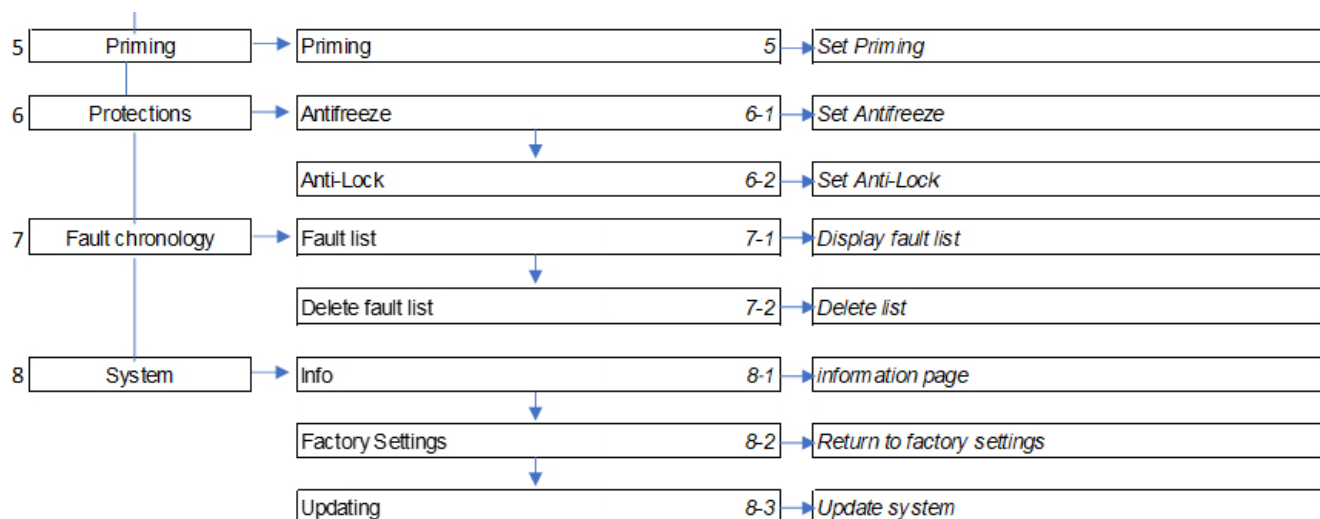 5 Priming Priming 5 Set Priming
6 Protections Antifreeze 6-1 Set Antifreeze
Anti-Lock 6-2 Set Anti-Lock
7 Fault chronology Fault list 7-1 Display fault list
Delete fault list 7-2 Delete list
8 System Info 8-1 information page
Factory Settings 8-2 Return to factory settings
Updating 8-3 Update system